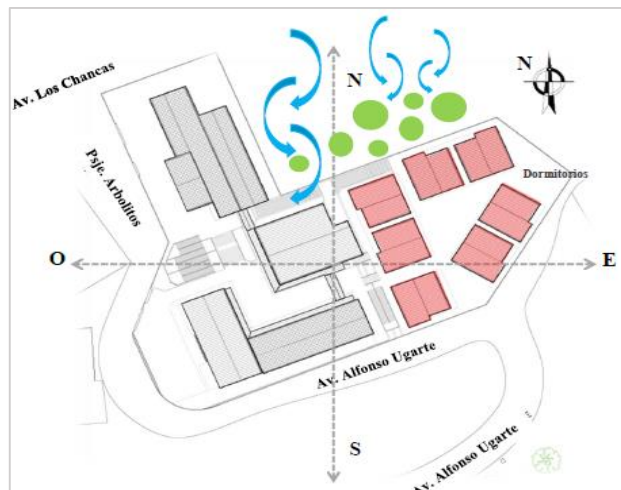 Av. Los Chancas
N
N
Psje. Arbolitos
Dormitorios
O
E
Av. Alfonso Ugarte
S
Av. Alfonso Ugarte